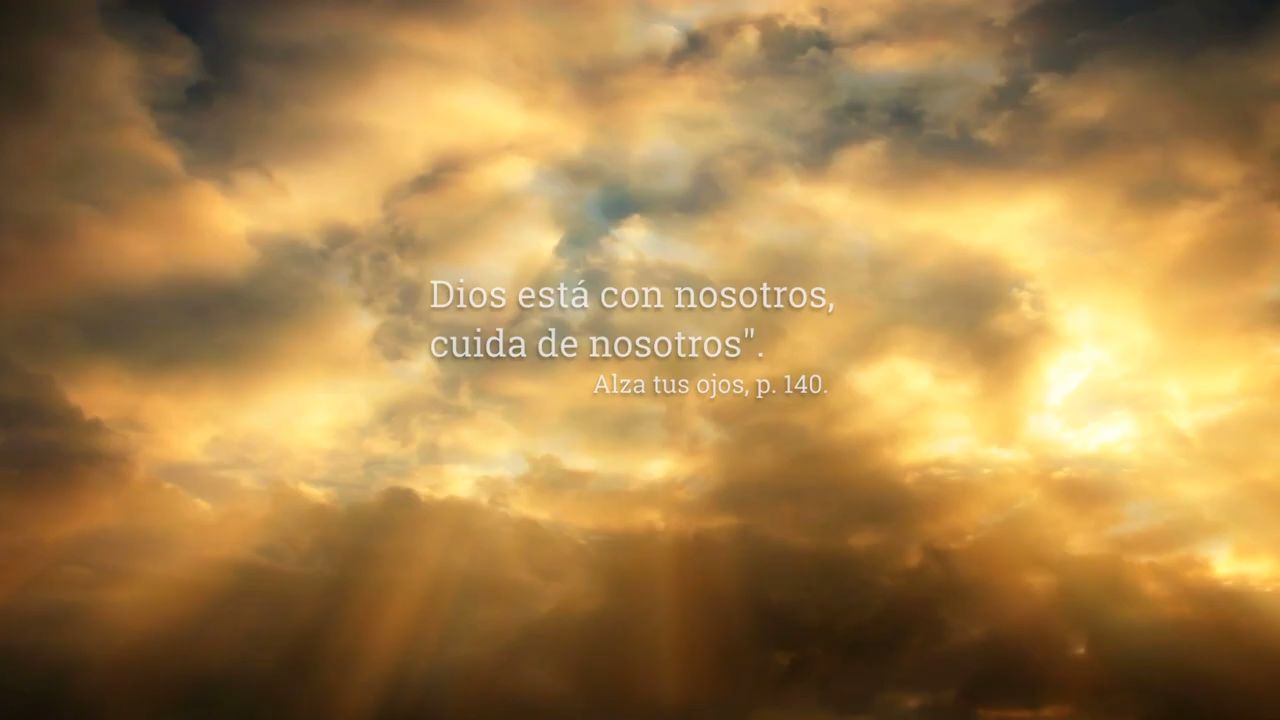 Dios está con nosotros,
cuida de nosotros".
Alza tus ojos, p. 140.